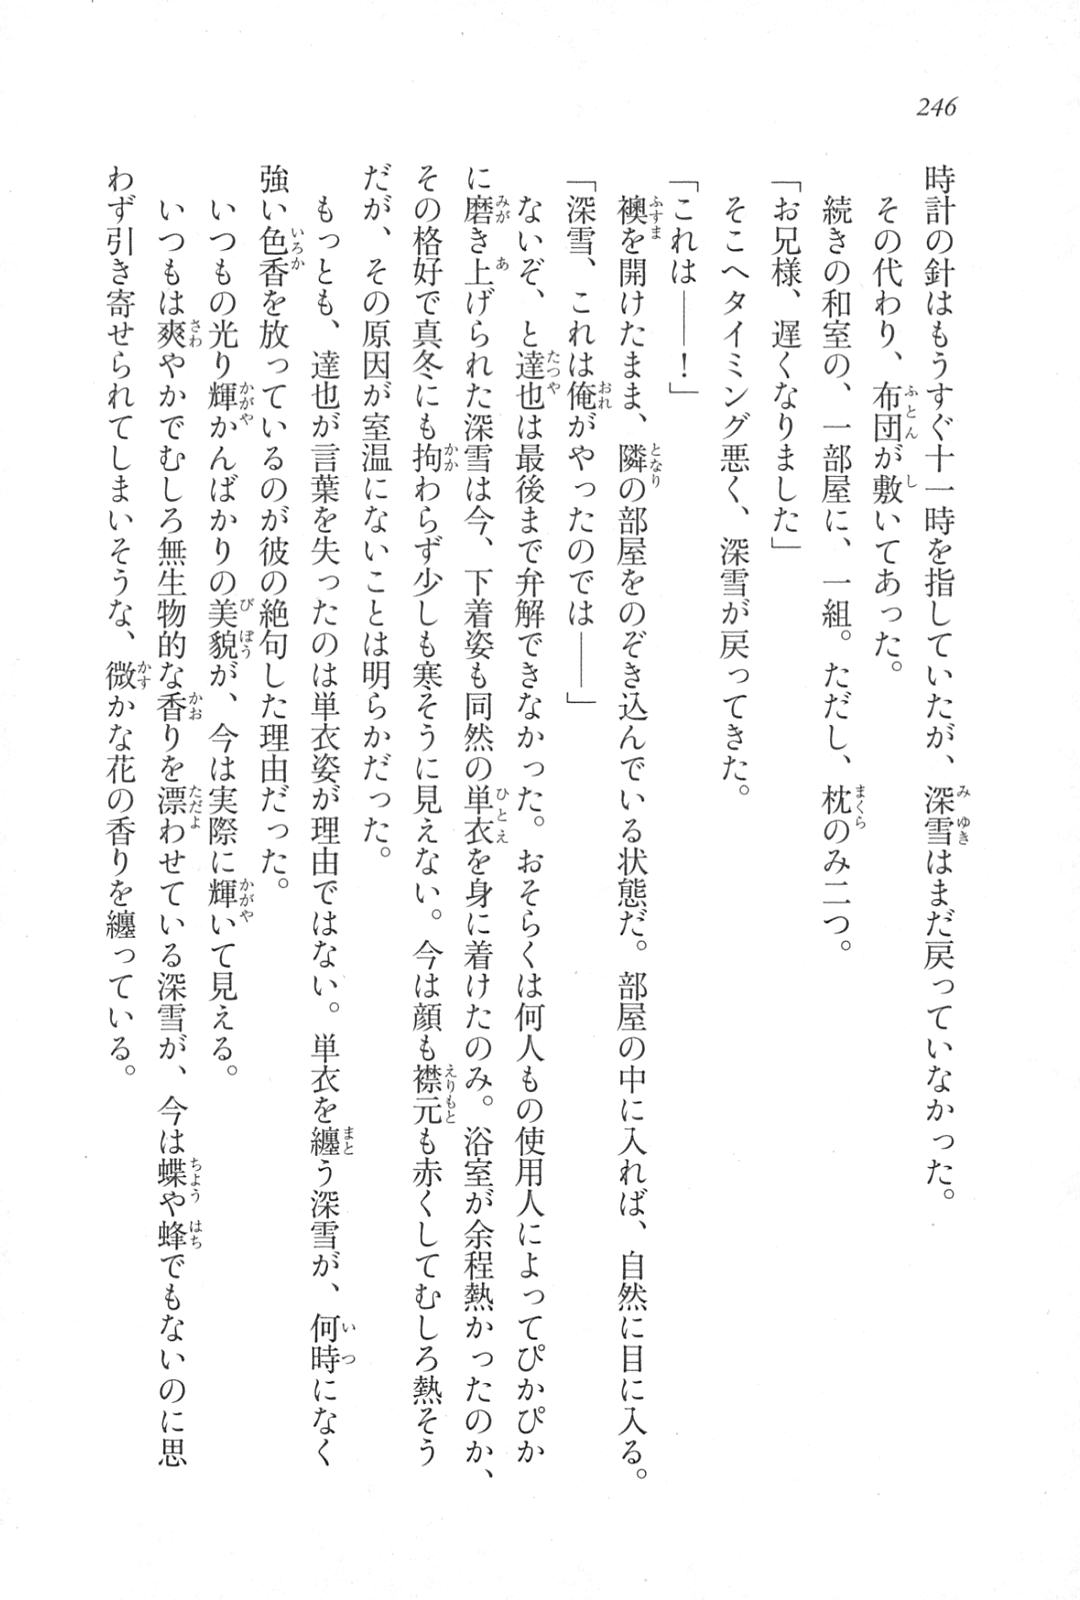 246
時計の針はもうすぐ十一時を指していたが、深雪はまだ戻っていなかった。
その代わり、布団が敷いてあった。
続きの和室の、一部屋に、一組。ただし、枕のみ二つ。
「お兄様、遅くなりました」
そこへタイミング悪く、深雪が戻ってきた。
「これは――！」
襖を開けたまま、隣の部屋をのぞき込んでいる状態だ。部屋の中に入れば、自然に目に入る。
「深雪、これは俺がやったのでは――」
ないぞ、と達也は最後まで弁解できなかった。おそらくは何人もの使用人によってぴかぴか
に磨き上げられた深雪は今、下着姿も同然の単衣を身に着けたのみ。浴室が余程熱かったのか、
その格好で真冬にも拘わらず少しも寒そうに見えない。今は顔も襟元も赤くしてむしろ熱そう
だが、その原因が室温にないことは明らかだった。
もっとも、達也が言葉を失ったのは単衣姿が理由ではない。単衣を纏う深雪が、何時になく
強い色香を放っているのが彼の絶句した理由だった。
いつもの光り輝かんばかりの美貌が、今は実際に輝いて見える。
いつもは爽やかでむしろ無生物的な香りを漂わせている深雪が、今は蝶や蜂でもないのに思
わず引き寄せられてしまいそうな、微かな花の香りを纏っている。